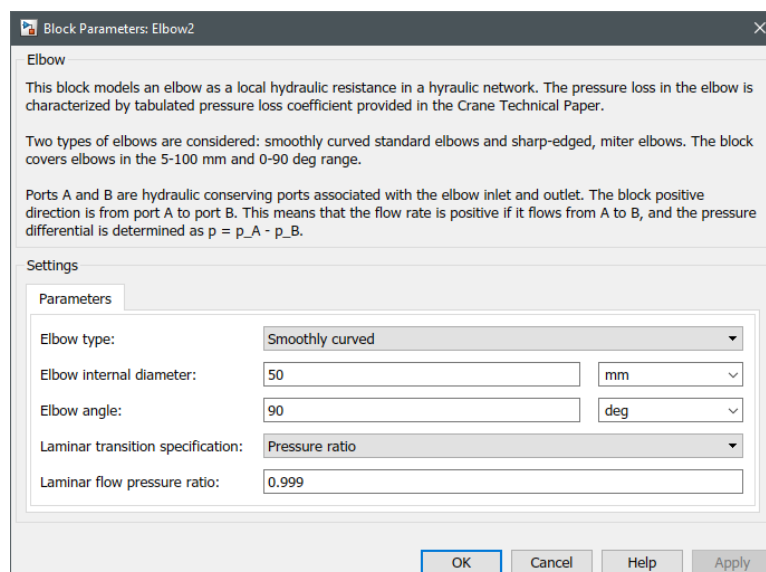 Block Parameters: Elbow2
Elbow
This block models an elbow as a local hydraulic resistance in a hyraulic network. The pressure loss in the elbow is
characterized by tabulated pressure loss coefficient provided in the Crane Technical Paper.
Two types of elbows are considered: smoothly curved standard elbows and sharp-edged, miter elbows. The block
covers elbows in the 5-100 mm and 0-90 deg range.
Ports A and B are hydraulic conserving ports associated with the elbow inlet and outlet. The block positive
direction is from port A to port B. This means that the flow rate is positive if it flows from A to B, and the pressure
differential is determined as p = p_A - p_B.
Settings
Parameters
Elbow type: Smoothly curved
Elbow internal diameter: 50 mm
Elbow angle: 90 deg
Laminar transition specification: Pressure ratio
Laminar flow pressure ratio: 0.999
OK Cancel Help Apply